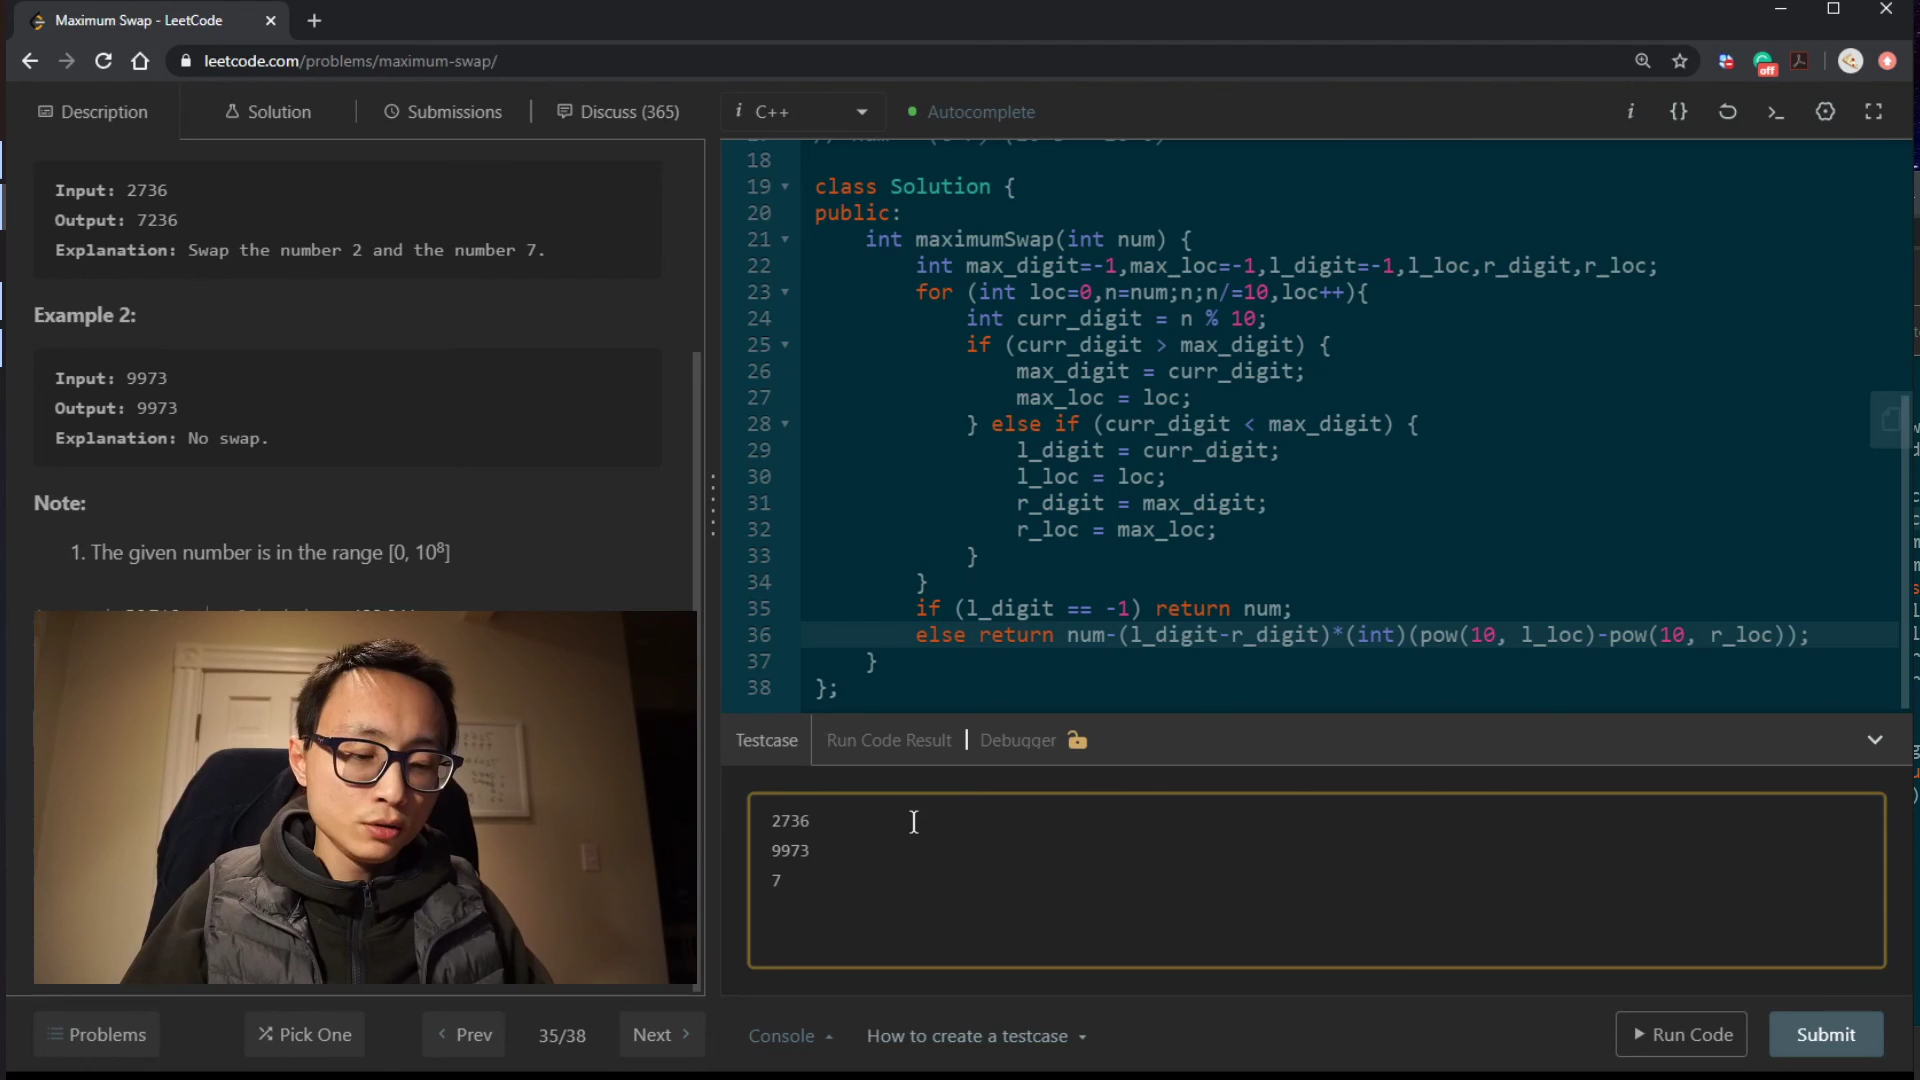 Maximum Swap - LeetCode
leetcode.com/problems/maximum-swap/
off
Description
Solution
Submissions
Discuss (365)
i C++
Autocomplete
Input: 2736
Output: 7236
Explanation: Swap the number 2 and the number 7.
Example 2:
Input: 9973
Output: 9973
Explanation: No swap.
Note:
1. The given number is in the range [0, 10⁸]
18
19 class Solution {
20 public:
21     int maximumSwap(int num) {
22         int max_digit=-1,max_loc=-1,l_digit=-1,l_loc,r_digit,r_loc;
23         for (int loc=0,n=num;n;n/=10,loc++){
24             int curr_digit = n % 10;
25             if (curr_digit > max_digit) {
26                 max_digit = curr_digit;
27                 max_loc = loc;
28             } else if (curr_digit < max_digit) {
29                 l_digit = curr_digit;
30                 l_loc = loc;
31                 r_digit = max_digit;
32                 r_loc = max_loc;
33             }
34         }
35         if (l_digit == -1) return num;
36         else return num-(l_digit-r_digit)*(int)(pow(10, l_loc)-pow(10, r_loc));
37     }
38 };
Testcase
Run Code Result
Debugger
2736
9973
7
Problems
Pick One
Prev
35/38
Next
Console
How to create a testcase
Run Code
Submit